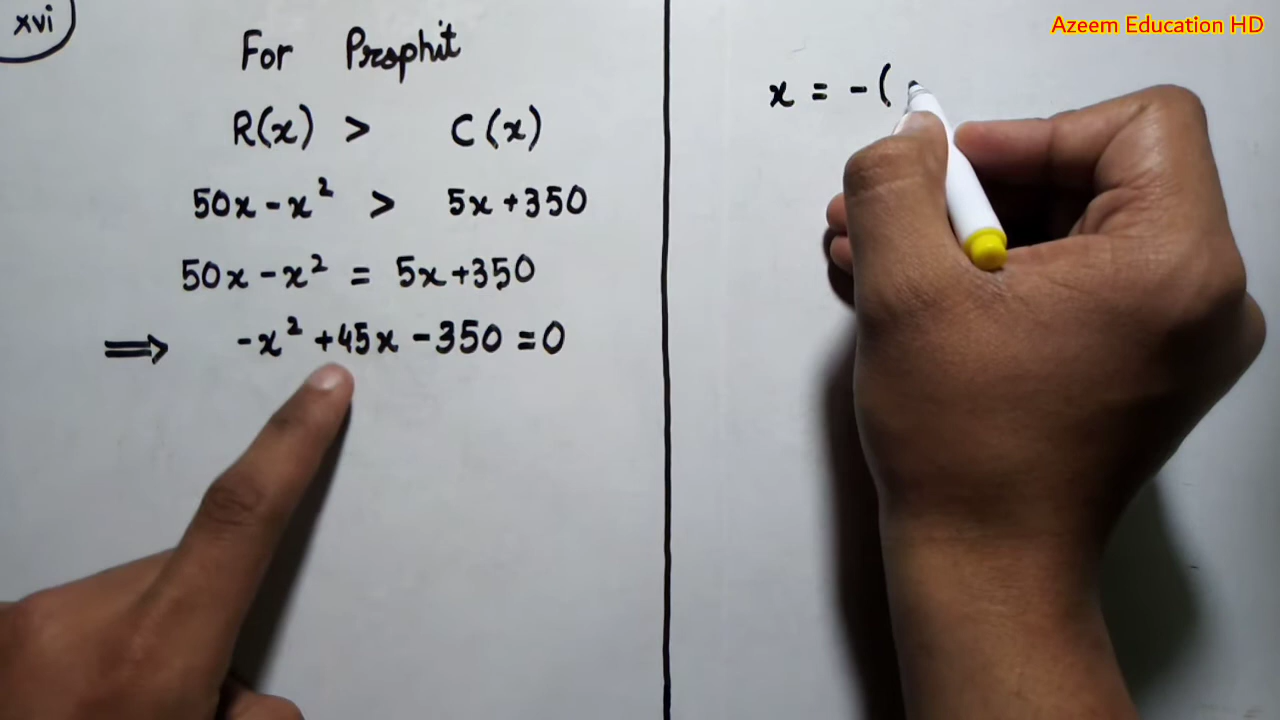 xvi
Azeem Education HD
For Prophit
R(x) > C(x)
50x - x² > 5x + 350
50x - x² = 5x + 350
⟹ -x² + 45x - 350 = 0
x = - (